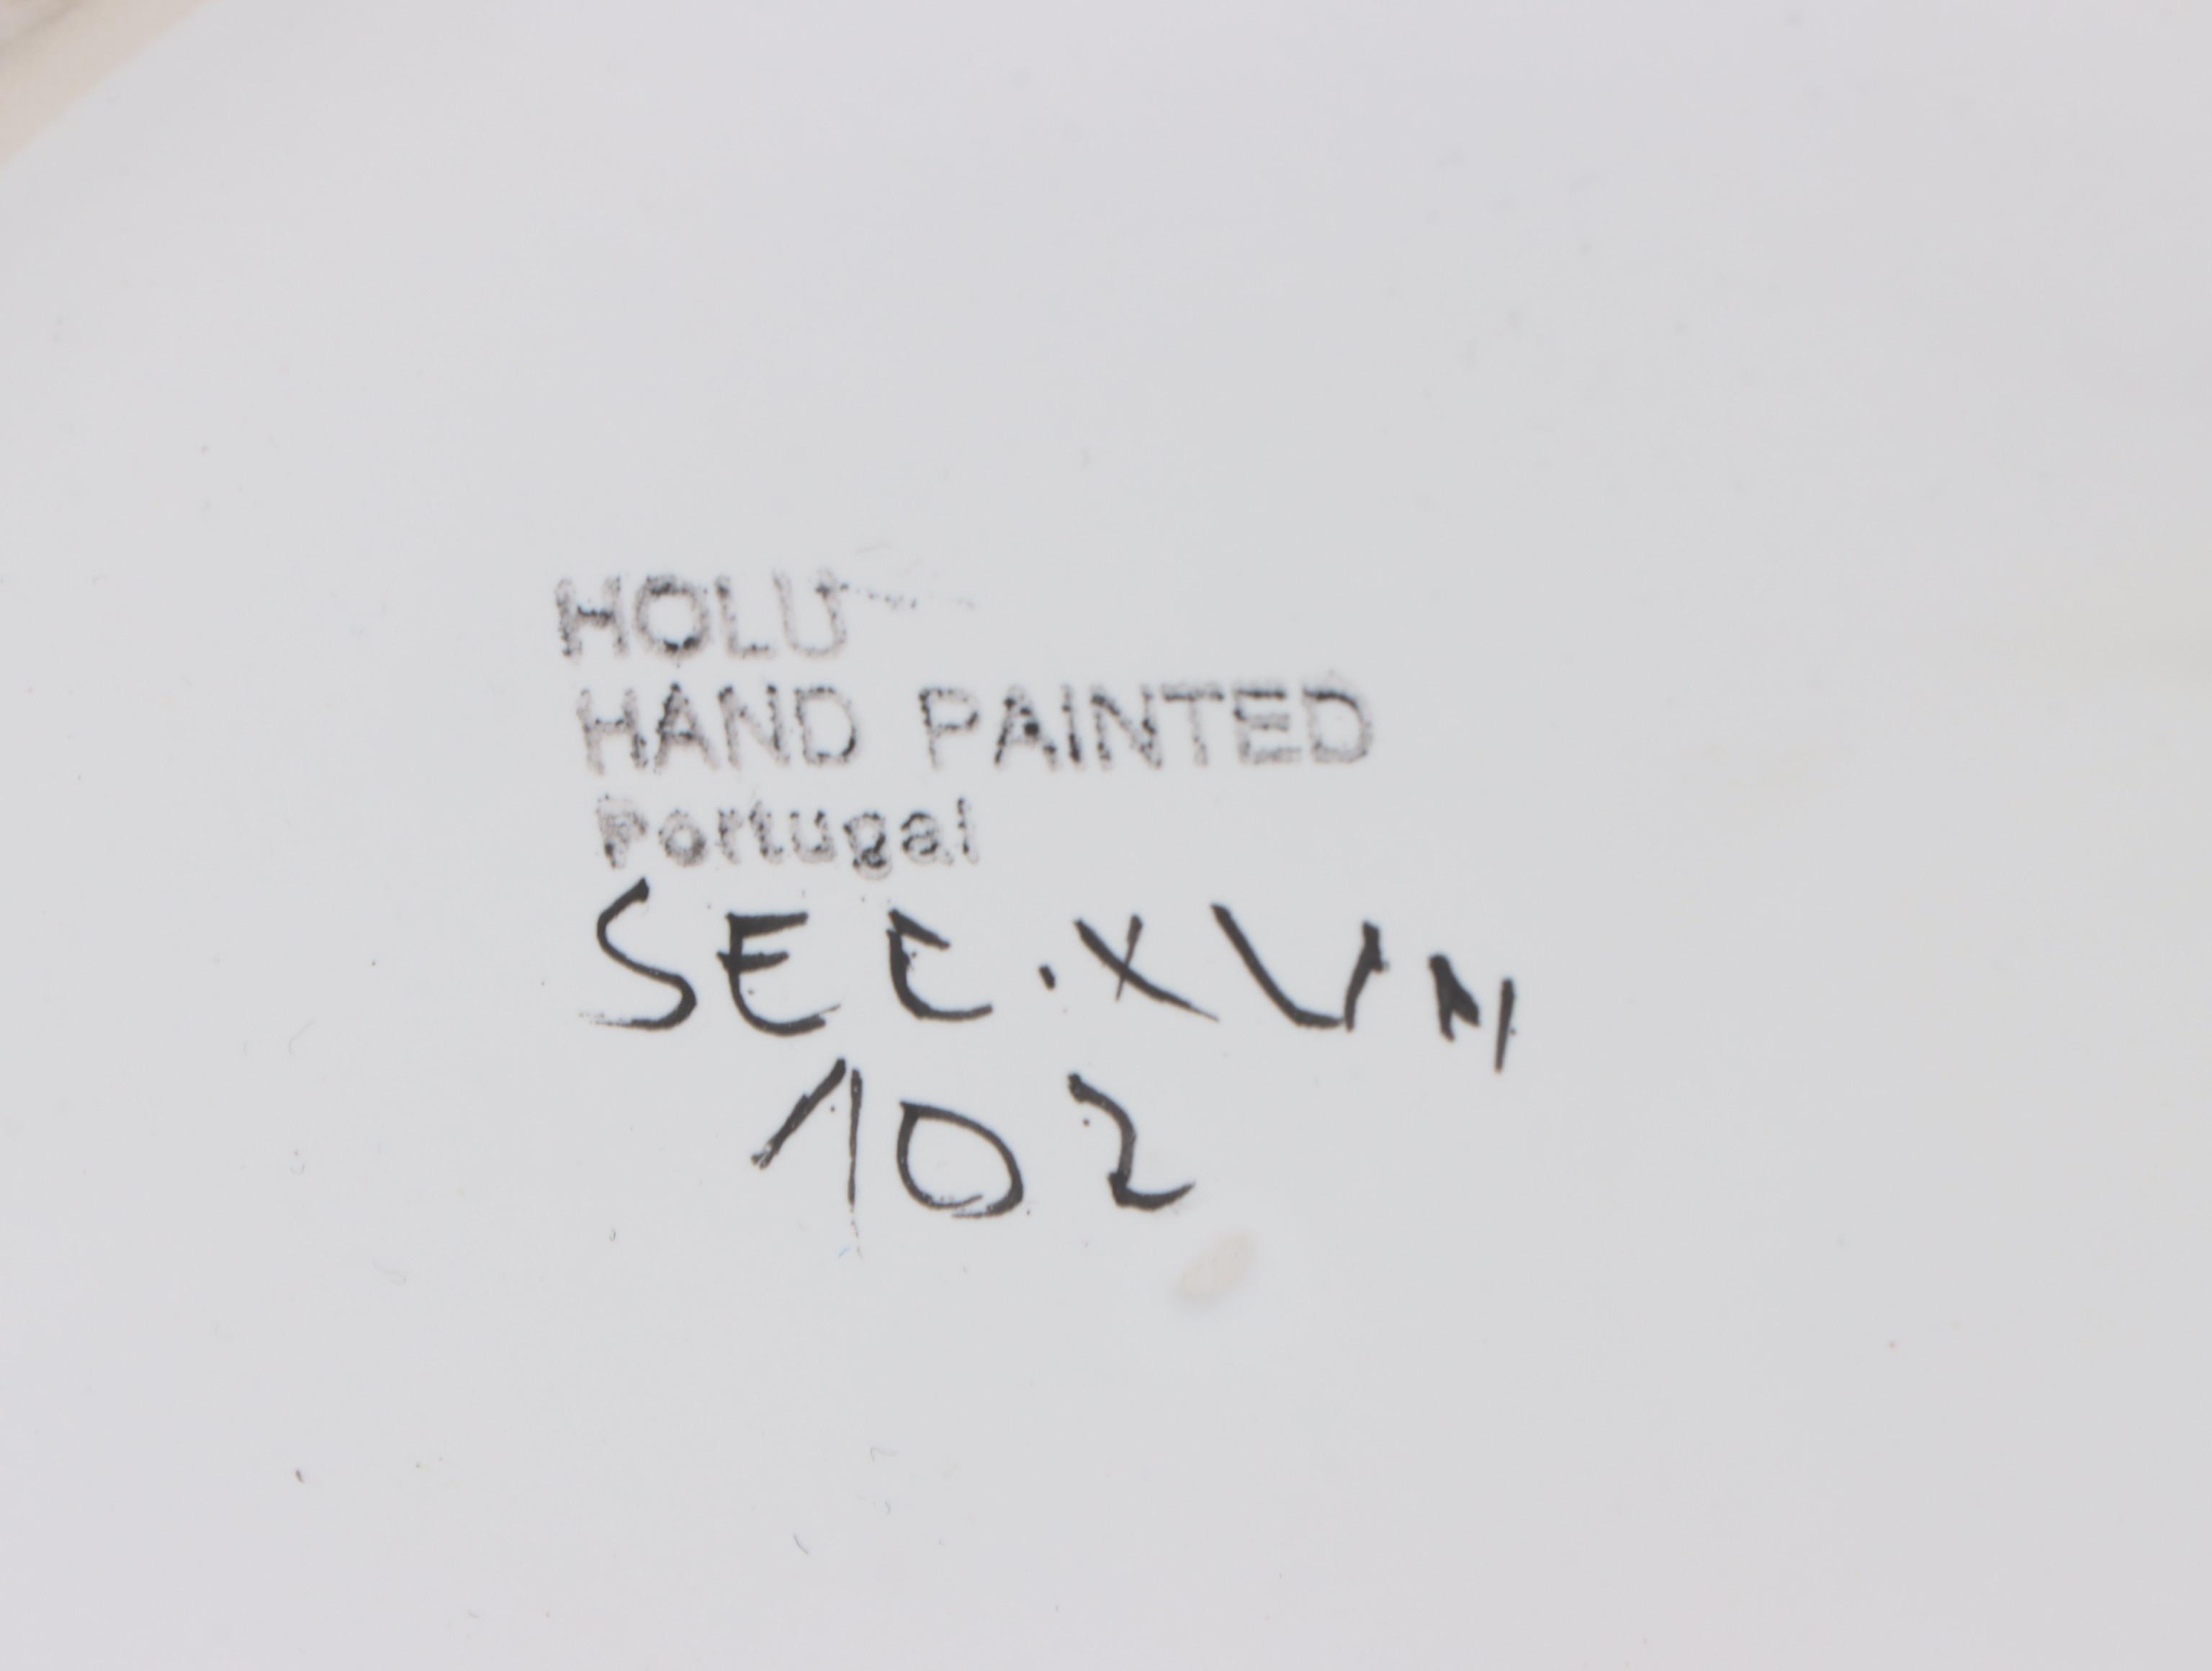 HOLU
HAND PAINTED
Portugal
SEC.XVII
102